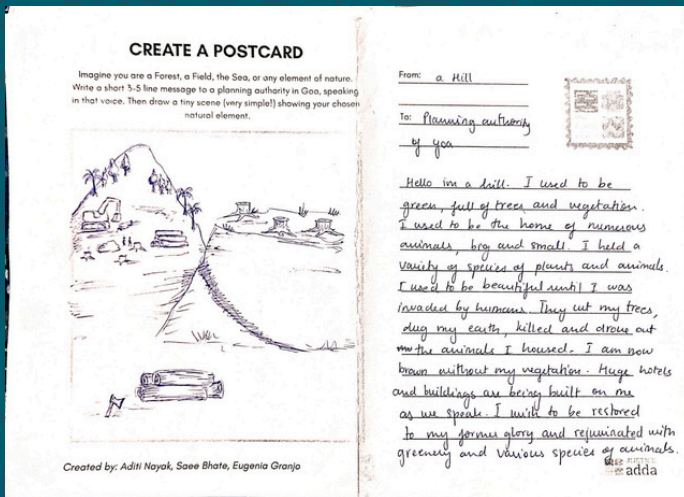 CREATE A POSTCARD
Imagine you are a Forest, a Field, the Sea, or any element of nature.
Write a short 3-5 line message to a planning authority in Goa, speaking
in that voice. Then draw a tiny scene (very simple!) showing your chosen
natural element.
Created by: Aditi Nayak, Saee Bhate, Eugenia Granjo
From: a Hill
To: Planning authority
of goa
Hello im a hill. I used to be
green, full of trees and vegetation.
I used to be the home of numerous
animals, big and small. I held a
variety of species of plants and animals.
I used to be beautiful until I was
invaded by humans. They cut my trees,
dug my earth, killed and drove out
the animals I housed. I am now
brown without my vegetation. Huge hotels
and buildings are being built on me
as we speak. I wish to be restored
to my former glory and rejuinated with
greenery and various species of animals.
adda